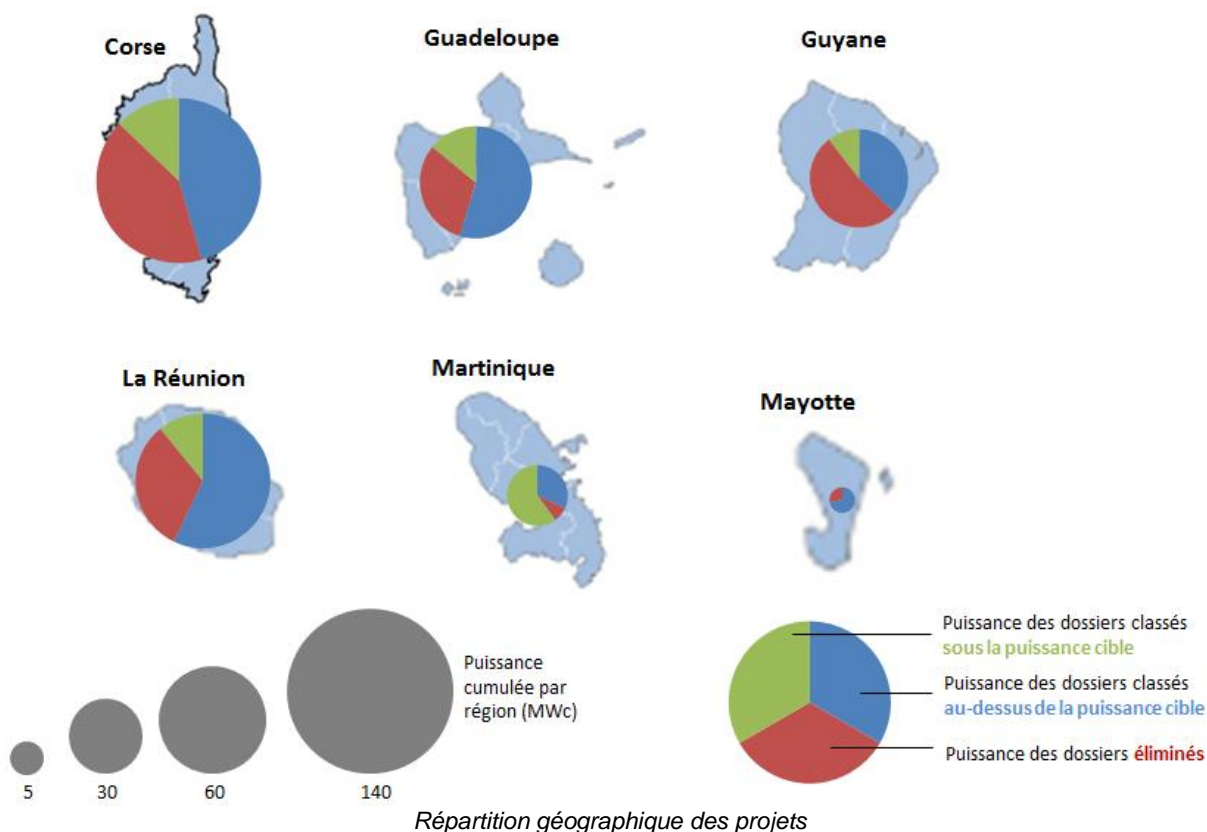 Corse
Guadeloupe
Guyane
La Réunion
Martinique
Mayotte
Puissance
cumulée par
région (MWc)
5
30
60
140
Puissance des dossiers classés
sous la puissance cible
Puissance des dossiers classés
au-dessus de la puissance cible
Puissance des dossiers éliminés
Répartition géographique des projets